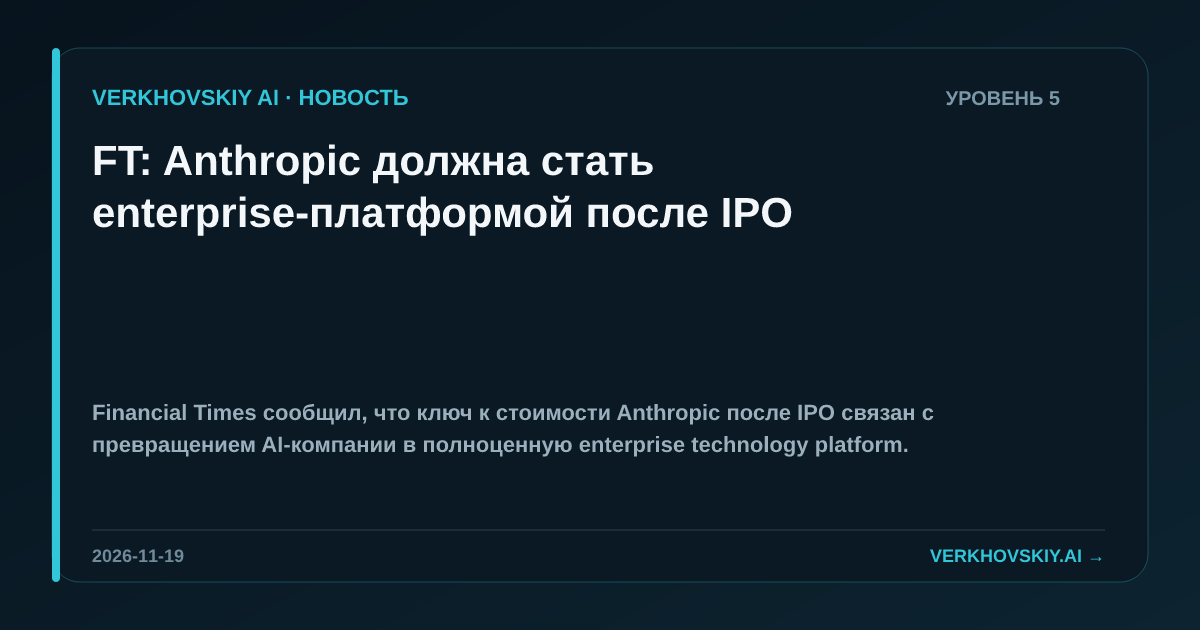 VERKHOVSKIY AI · НОВОСТЬ
УРОВЕНЬ 5
FT: Anthropic должна стать
enterprise-платформой после IPO
Financial Times сообщил, что ключ к стоимости Anthropic после IPO связан с
превращением AI-компании в полноценную enterprise technology platform.
2026-11-19
VERKHOVSKIY.AI →